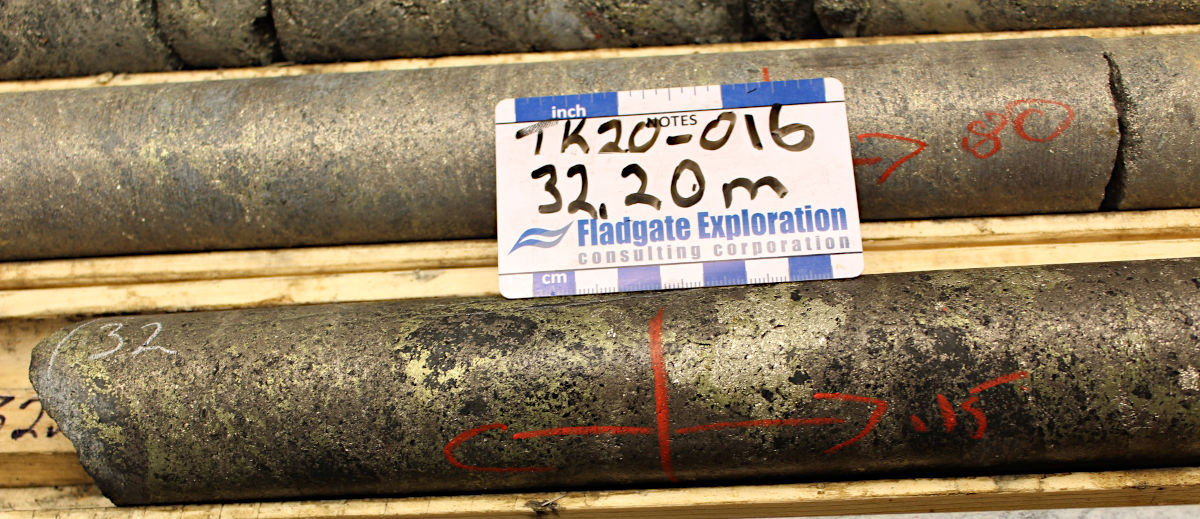 inch
NOTES
TK20-016
32.20m
Fladgate Exploration
consulting corporation
cm
80
32
.15